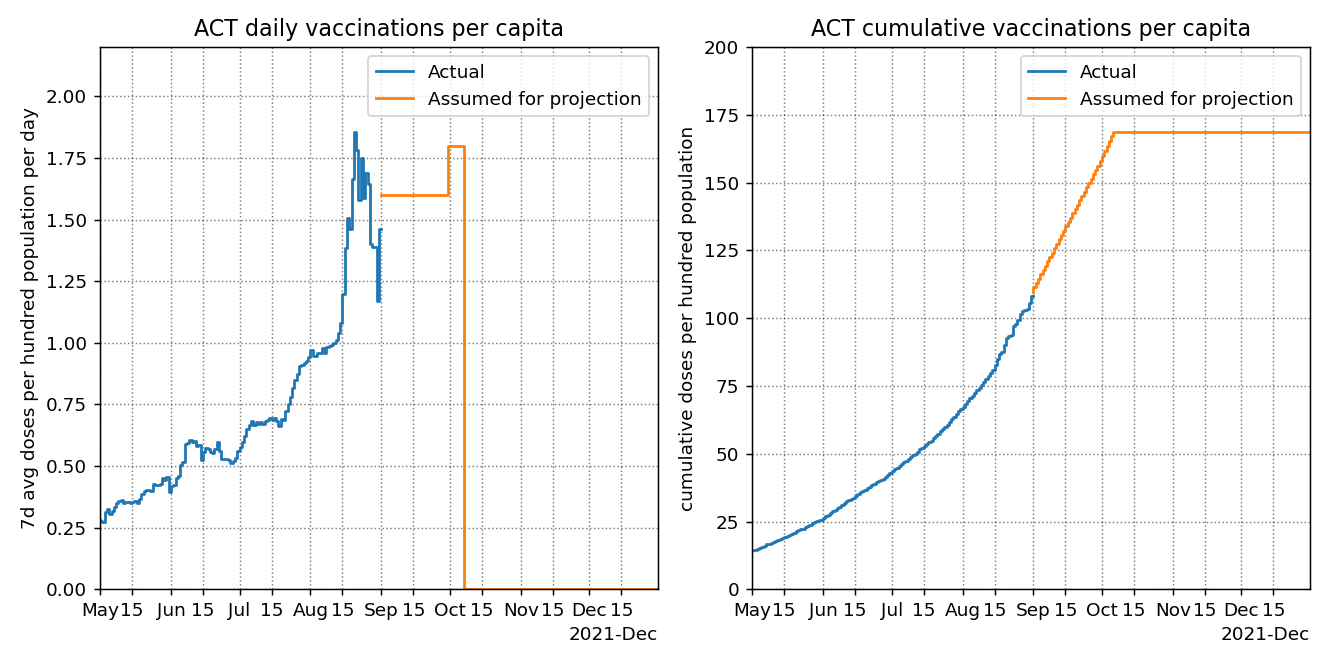 ACT daily vaccinations per capita
7d avg doses per hundred population per day
2.00
1.75
1.50
1.25
1.00
0.75
0.50
0.25
0.00
Actual
Assumed for projection
May 15 Jun 15 Jul 15 Aug 15 Sep 15 Oct 15 Nov 15 Dec 15
2021-Dec
ACT cumulative vaccinations per capita
cumulative doses per hundred population
200
175
150
125
100
75
50
25
0
Actual
Assumed for projection
May 15 Jun 15 Jul 15 Aug 15 Sep 15 Oct 15 Nov 15 Dec 15
2021-Dec